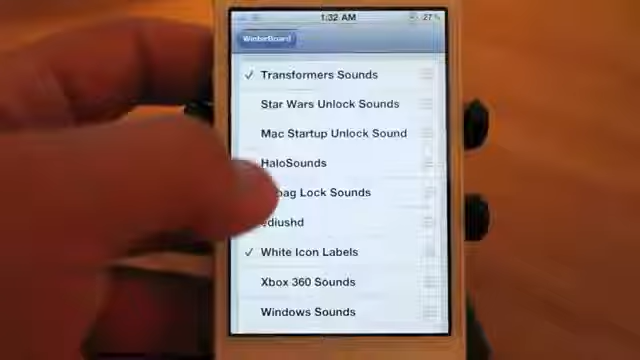 1:32 AM
27%
WinterBoard
Transformers Sounds
Star Wars Unlock Sounds
Mac Startup Unlock Sound
HaloSounds
Lock Sounds
White Icon Labels
Xbox 360 Sounds
Windows Sounds